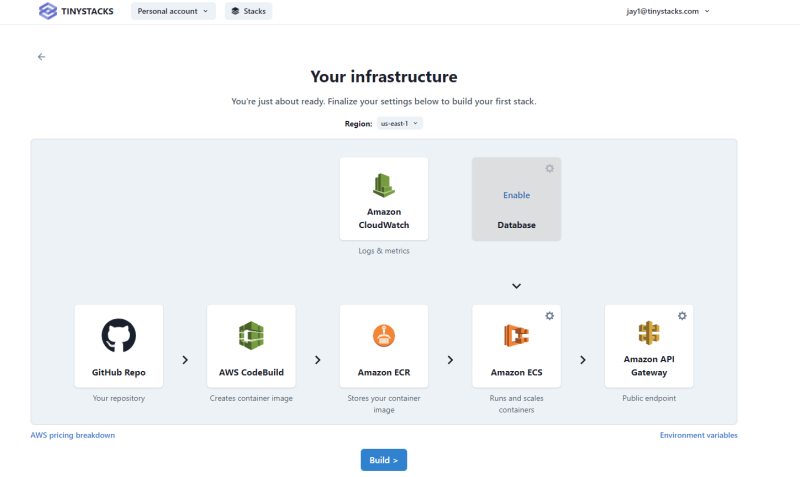 TINYSTACKS
Personal account
Stacks
jay1@tinystacks.com
Your infrastructure
You're just about ready. Finalize your settings below to build your first stack.
Region: us-east-1
Amazon
CloudWatch
Logs & metrics
Enable
Database
GitHub Repo
Your repository
AWS CodeBuild
Creates container image
Amazon ECR
Stores your container
image
Amazon ECS
Runs and scales
containers
Amazon API
Gateway
Public endpoint
AWS pricing breakdown
Environment variables
Build >